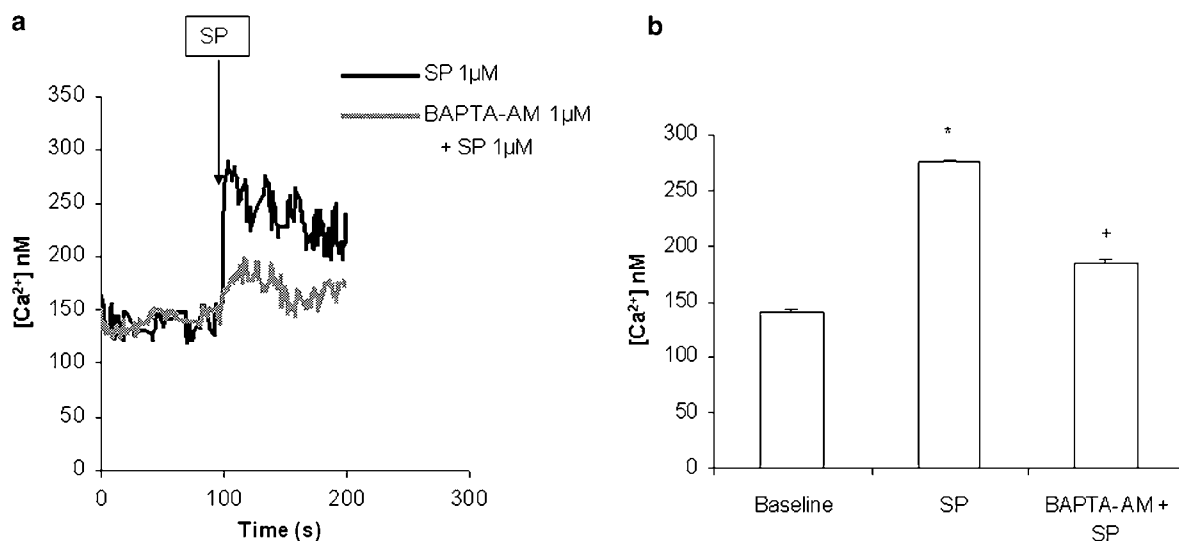 a
SP
SP 1µM
BAPTA-AM 1µM
+ SP 1µM
350
300
250
200
150
100
50
0
[Ca²⁺] nM
0 100 200 300
Time (s)
b
300
250
200
150
100
50
0
[Ca²⁺] nM
*
+
Baseline SP BAPTA-AM +
SP